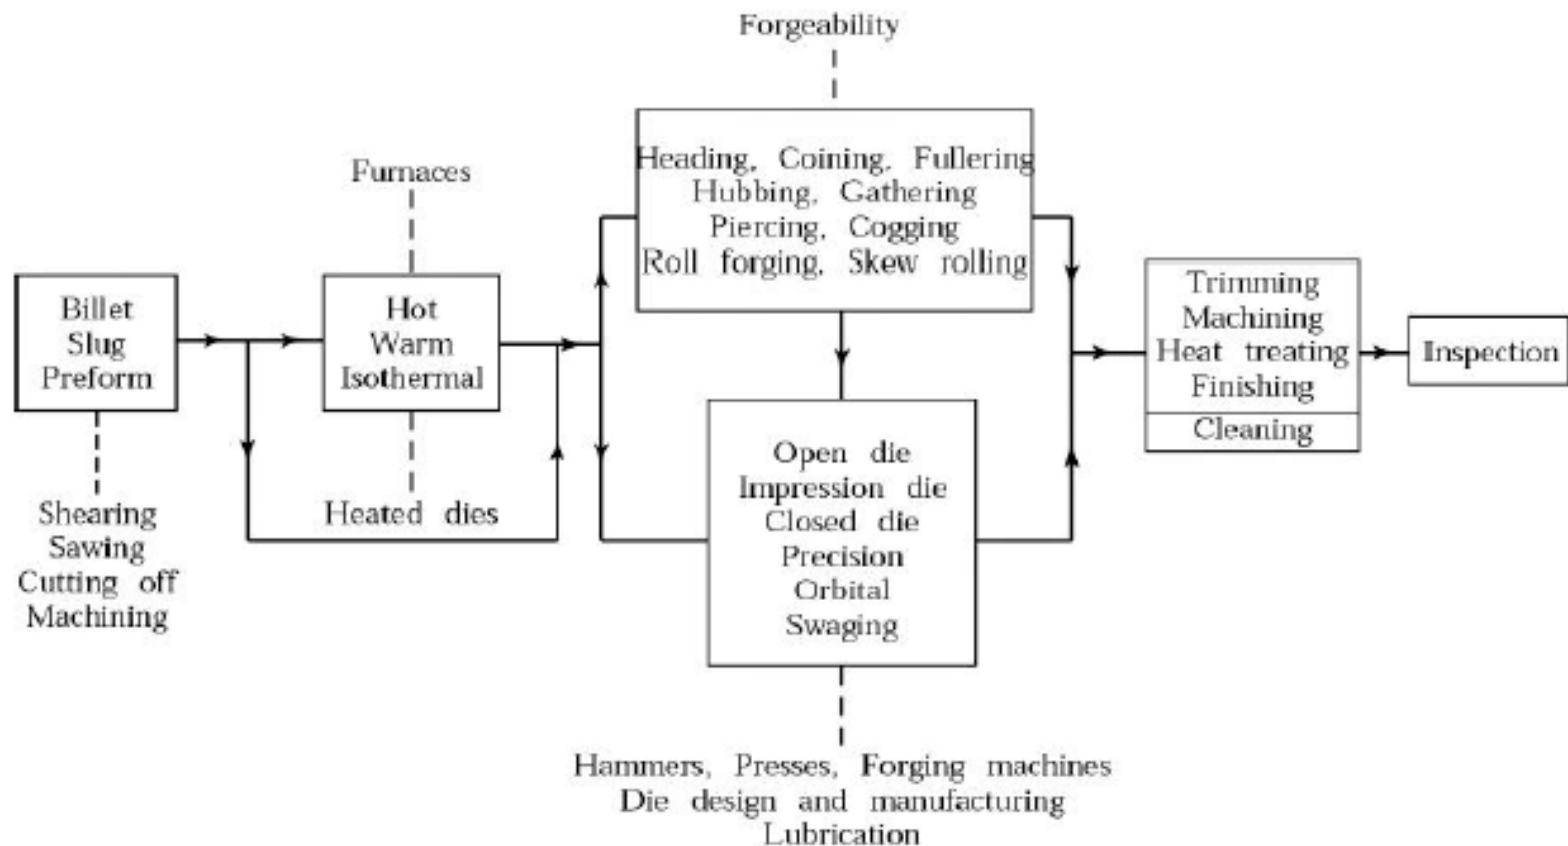 Forgeability
Heading, Coining, Fullering
Hubbing, Gathering
Piercing, Cogging
Roll forging, Skew rolling
Furnaces
Billet
Slug
Preform
Hot
Warm
Isothermal
Shearing
Sawing
Cutting off
Machining
Heated dies
Open die
Impression die
Closed die
Precision
Orbital
Swaging
Hammers, Presses, Forging machines
Die design and manufacturing
Lubrication
Trimming
Machining
Heat treating
Finishing
Cleaning
Inspection